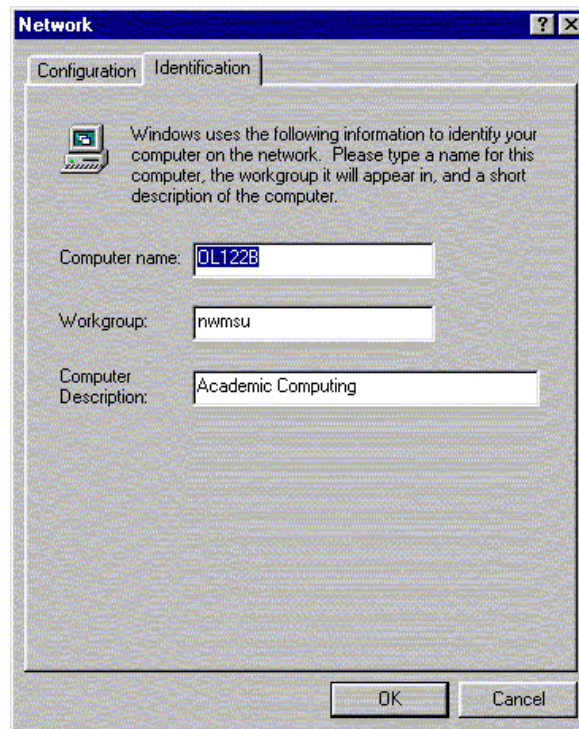 Network
Configuration
Identification
Windows uses the following information to identify your
computer on the network. Please type a name for this
computer, the workgroup it will appear in, and a short
description of the computer.
Computer name:
OL122B
Workgroup:
nwmsu
Computer
Description:
Academic Computing
OK
Cancel